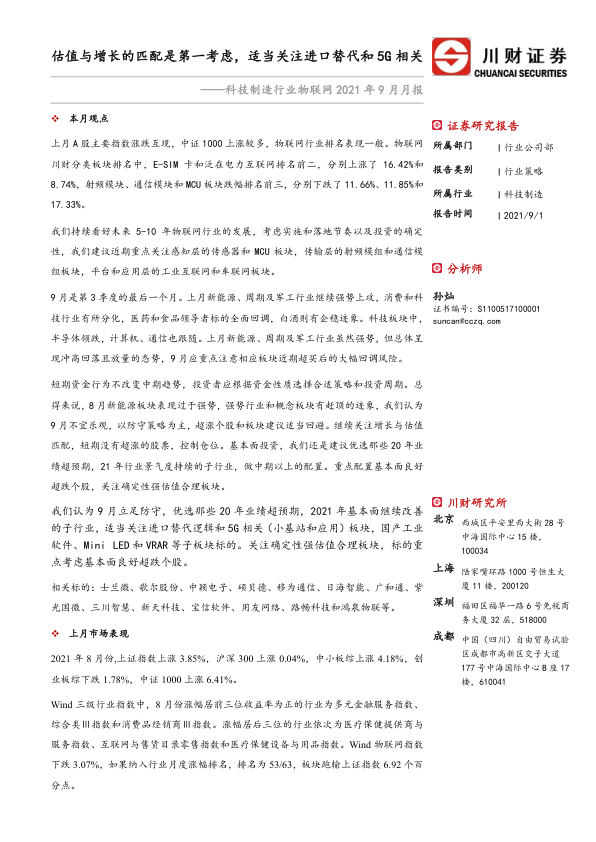 估值与增长的匹配是第一考虑，适当关注进口替代和 5G 相关
——科技制造行业物联网 2021 年 9 月月报
川财证券
CHUANCAI SECURITIES
❖ 本月观点
上月 A 股主要指数涨跌互现，中证 1000 上涨较多，物联网行业排名表现一般。物联网
川财分类板块排名中，E-SIM 卡和泛在电力互联网排名前二，分别上涨了 16.42%和
8.74%，射频模块、通信模块和 MCU 板块跌幅排名前三，分别下跌了 11.66%、11.85%和
17.33%。
我们持续看好未来 5-10 年物联网行业的发展，考虑实施和落地节奏以及投资的确定
性，我们建议近期重点关注感知层的传感器和 MCU 板块，传输层的射频模组和通信模
组板块，平台和应用层的工业互联网和车联网板块。
9 月是第 3 季度的最后一个月。上月新能源、周期及军工行业继续强势上攻，消费和科
技行业有所分化，医药和食品领导者标的全面回调，白酒则有企稳迹象。科技板块中，
半导体领跌，计算机、通信也跟随。上月新能源、周期及军工行业虽然强势，但总体呈
现冲高回落且放量的态势，9 月应重点注意相应板块近期超买后的大幅回调风险。
短期资金行为不改变中期趋势，投资者应根据资金性质选择合适策略和投资周期。总
得来说，8 月新能源板块表现过于强势，强势行业和概念板块有赶顶的迹象，我们认为
9 月不宜乐观，以防守策略为主，超涨个股和板块建议适当回避。继续关注增长与估值
匹配，短期没有超涨的股票，控制仓位。基本面投资，我们还是建议优选那些 20 年业
绩超预期，21 年行业景气度持续的子行业，做中期以上的配置。重点配置基本面良好
超跌个股，关注确定性强估值合理板块。
我们认为 9 月立足防守，优选那些 20 年业绩超预期，2021 年基本面继续改善
的子行业，适当关注进口替代逻辑和 5G 相关（小基站和应用）板块，国产工业
软件、Mini LED 和 VRAR 等子板块标的。关注确定性强估值合理板块，标的重
点考虑基本面良好超跌个股。
相关标的：士兰微、歌尔股份、中颖电子、硕贝德、移为通信、日海智能、广和通、紫
光国微、三川智慧、新天科技、宝信软件、用友网络、路畅科技和鸿泉物联等。
❖ 上月市场表现
2021 年 8 月份,上证指数上涨 3.85%，沪深 300 上涨 0.04%，中小板综上涨 4.18%，创
业板综下跌 1.78%，中证 1000 上涨 6.41%。
Wind 三级行业指数中，8 月份涨幅居前三位收益率为正的行业为多元金融服务指数、
综合类Ⅲ指数和消费品经销商Ⅲ指数。涨幅居后三位的行业依次为医疗保健提供商与
服务指数、互联网与售货目录零售指数和医疗保健设备与用品指数。Wind 物联网指数
下跌 3.07%，如果纳入行业月度涨幅排名，排名为 53/63，板块跑输上证指数 6.92 个百
分点。
证券研究报告
所属部门 | 行业公司部
报告类别 | 行业策略
所属行业 | 科技制造
报告时间 | 2021/9/1
分析师
孙灿
证书编号：S1100517100001
suncan@cczq.com
川财研究所
北京 西城区平安里西大街 28 号
中海国际中心 15 楼，
100034
上海 陆家嘴环路 1000 号恒生大
厦 11 楼，200120
深圳 福田区福华一路 6 号免税商
务大厦 32 层，518000
成都 中国（四川）自由贸易试验
区成都市高新区交子大道
177 号中海国际中心 B 座 17
楼，610041